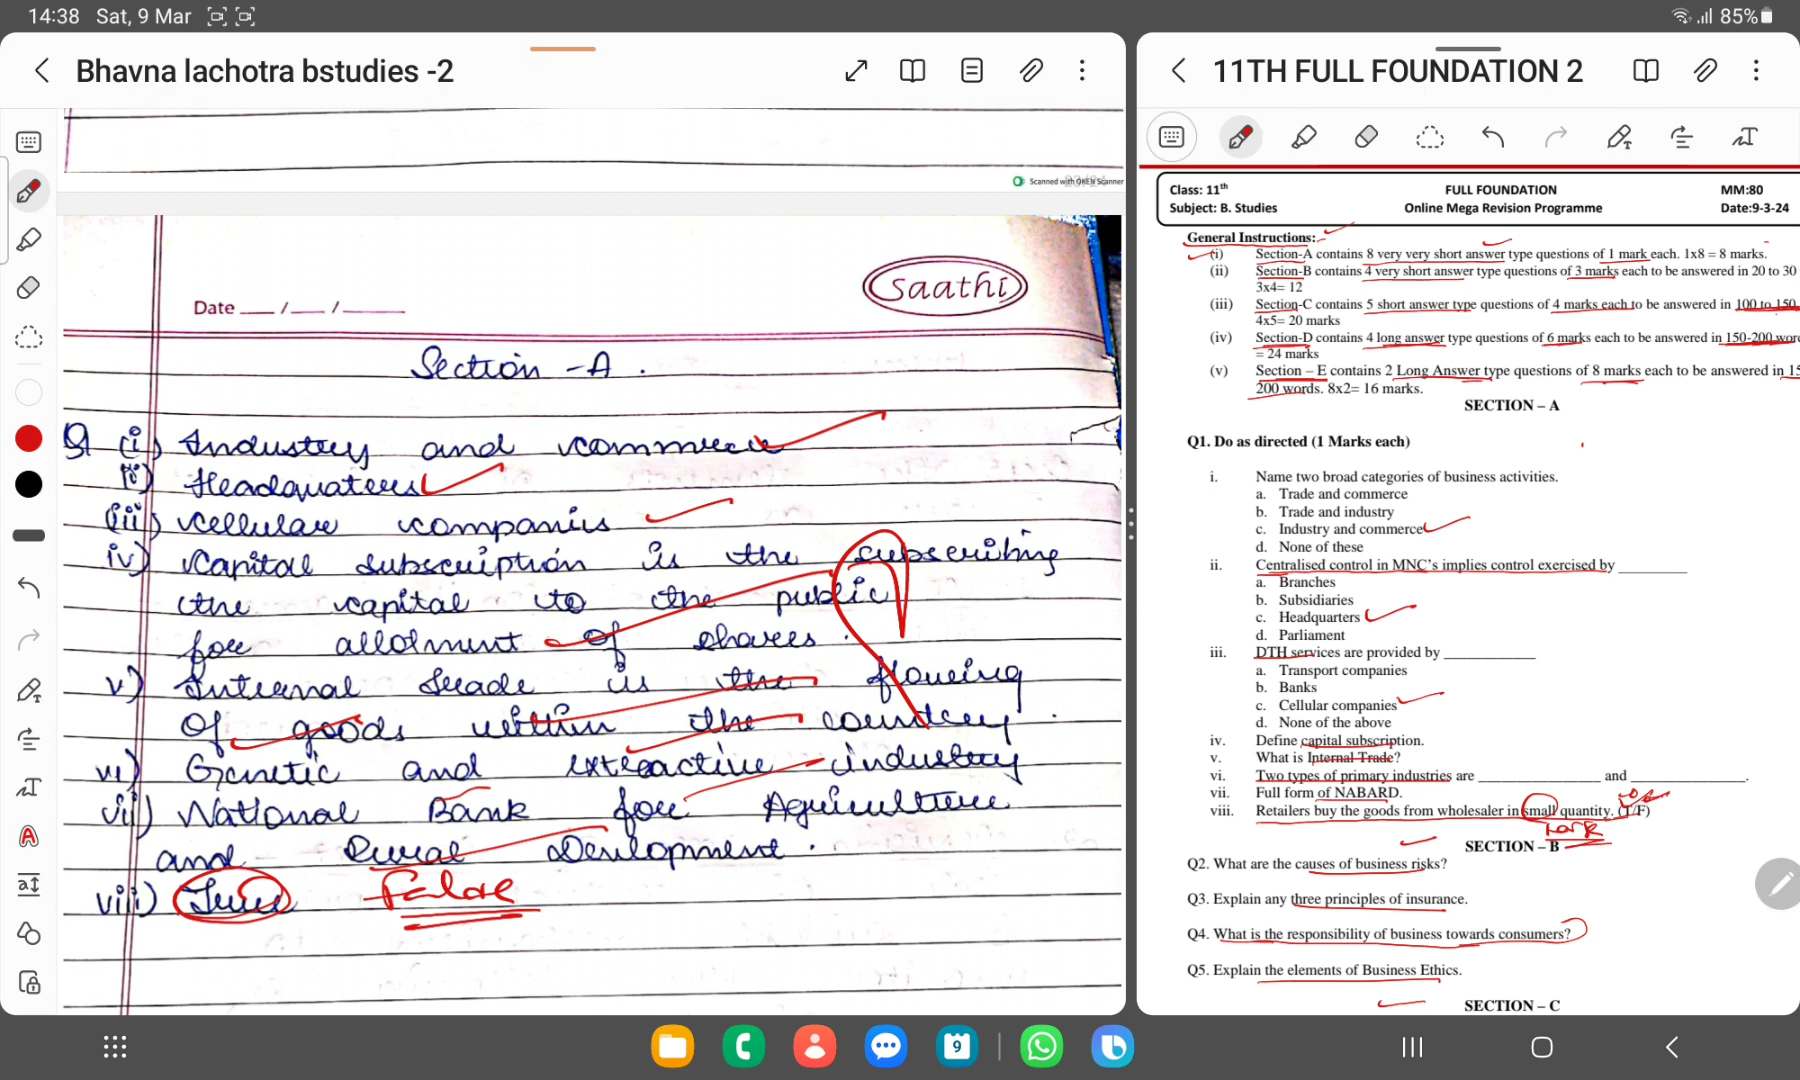 14:38 Sat, 9 Mar
85%
Bhavna lachotra bstudies -2
Scanned with OKEN Scanner
Saathi
Date ___/___/______
Section - A .
Q1 (i) Industry and commerce
ii) Headquaters
(iii) cellular companies
iv) Capital subscription is the subscribing
the capital to the public
for allotment of shares .
v) Internal trade is the flowing
of goods within the country .
vi) Genetic and extractive industry
vii) National Bank for Agriculture
and Rural Development .
viii) True False
11TH FULL FOUNDATION 2
Class: 11th FULL FOUNDATION MM:80
Subject: B. Studies Online Mega Revision Programme Date:9-3-24
General Instructions:-
(i) Section-A contains 8 very very short answer type questions of 1 mark each. 1x8 = 8 marks.
(ii) Section-B contains 4 very short answer type questions of 3 marks each to be answered in 20 to 30
3x4= 12
(iii) Section-C contains 5 short answer type questions of 4 marks each to be answered in 100 to 150
4x5= 20 marks
(iv) Section-D contains 4 long answer type questions of 6 marks each to be answered in 150-200 wor
= 24 marks
(v) Section – E contains 2 Long Answer type questions of 8 marks each to be answered in 15
200 words. 8x2= 16 marks.
SECTION – A
Q1. Do as directed (1 Marks each)
i. Name two broad categories of business activities.
a. Trade and commerce
b. Trade and industry
c. Industry and commerce
d. None of these
ii. Centralised control in MNC's implies control exercised by ________
a. Branches
b. Subsidiaries
c. Headquarters
d. Parliament
iii. DTH services are provided by ___________
a. Transport companies
b. Banks
c. Cellular companies
d. None of the above
iv. Define capital subscription.
v. What is Internal Trade?
vi. Two types of primary industries are ______________ and _____________.
vii. Full form of NABARD.
viii. Retailers buy the goods from wholesaler in small quantity. (T/F)
SECTION – B
Q2. What are the causes of business risks?
Q3. Explain any three principles of insurance.
Q4. What is the responsibility of business towards consumers?
Q5. Explain the elements of Business Ethics.
SECTION – C
9